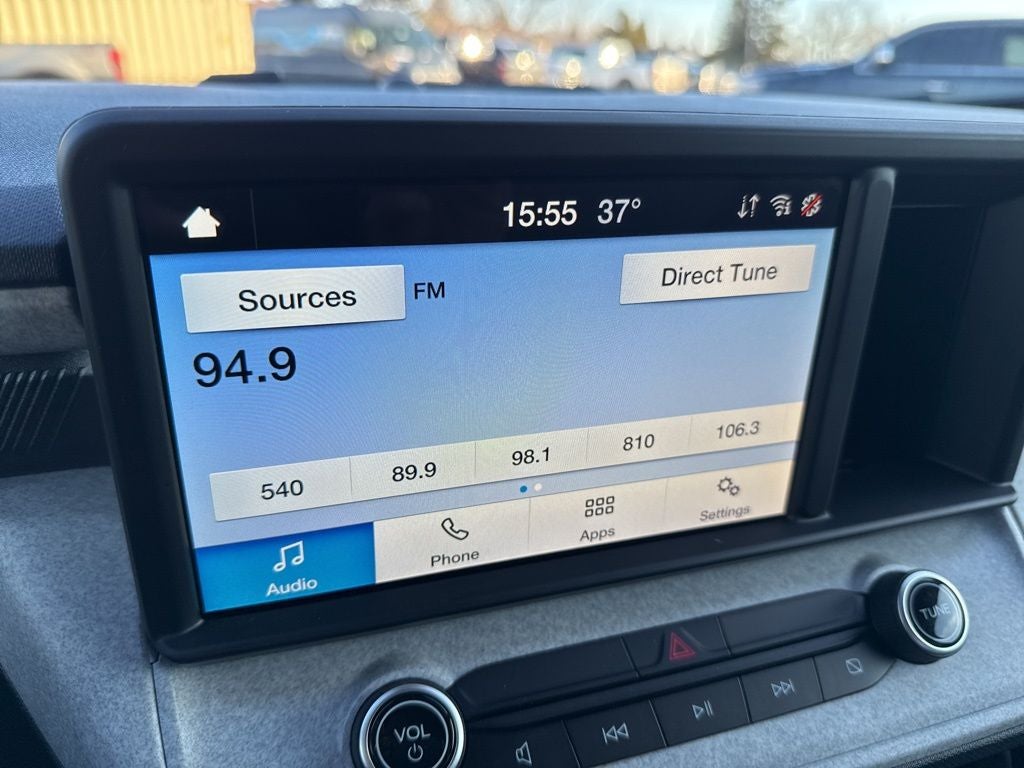 15:55 37°
Sources FM Direct Tune
94.9
540 89.9 98.1 810 106.3
Audio Phone Apps Settings
VOL TUNE